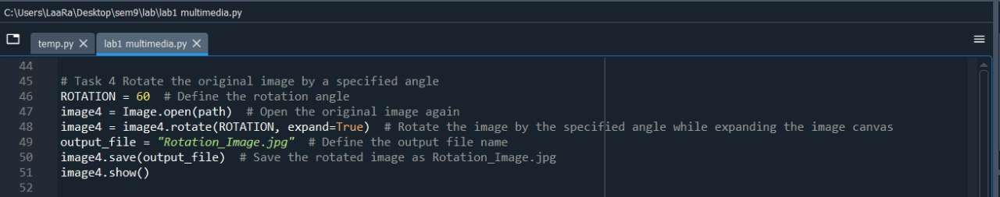 C:\Users\LaaRa\Desktop\sem9\lab\lab1 multimedia.py
temp.py lab1 multimedia.py
44
45 # Task 4 Rotate the original image by a specified angle
46 ROTATION = 60  # Define the rotation angle
47 image4 = Image.open(path)  # Open the original image again
48 image4 = image4.rotate(ROTATION, expand=True)  # Rotate the image by the specified angle while expanding the image canvas
49 output_file = "Rotation_Image.jpg"  # Define the output file name
50 image4.save(output_file)  # Save the rotated image as Rotation_Image.jpg
51 image4.show()
52